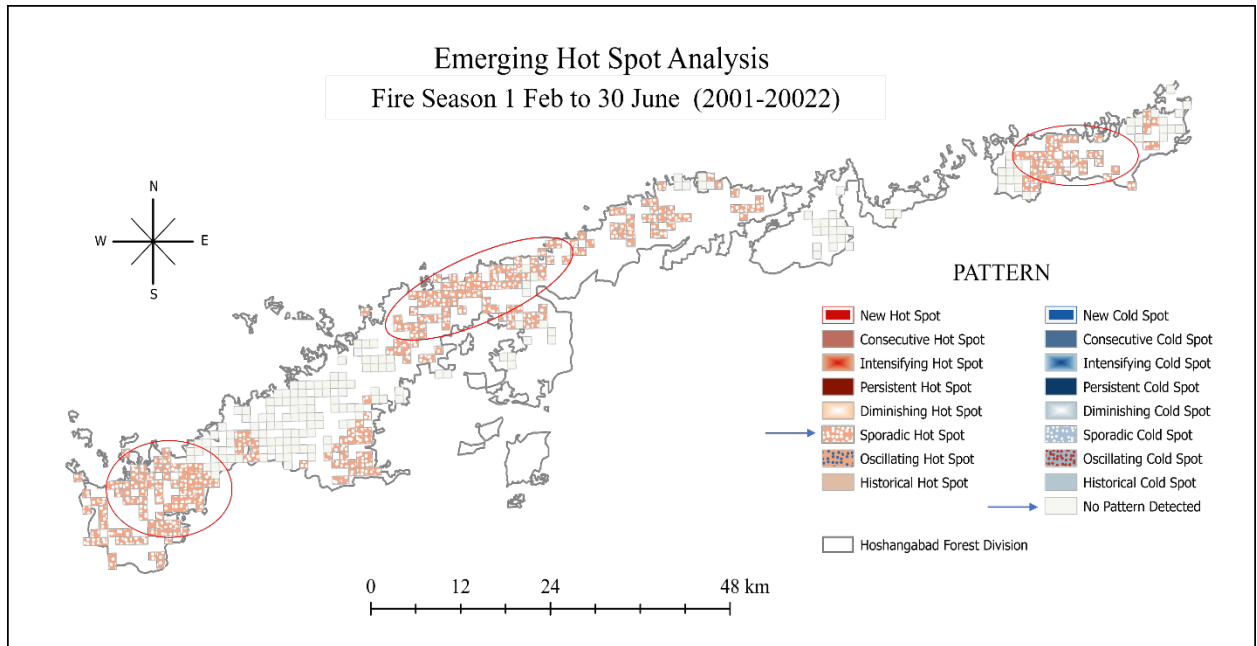 Emerging Hot Spot Analysis
Fire Season 1 Feb to 30 June (2001-20022)
N
W E
S
PATTERN
New Hot Spot New Cold Spot
Consecutive Hot Spot Consecutive Cold Spot
Intensifying Hot Spot Intensifying Cold Spot
Persistent Hot Spot Persistent Cold Spot
Diminishing Hot Spot Diminishing Cold Spot
Sporadic Hot Spot Sporadic Cold Spot
Oscillating Hot Spot Oscillating Cold Spot
Historical Hot Spot Historical Cold Spot
No Pattern Detected
Hoshangabad Forest Division
0 12 24 48 km